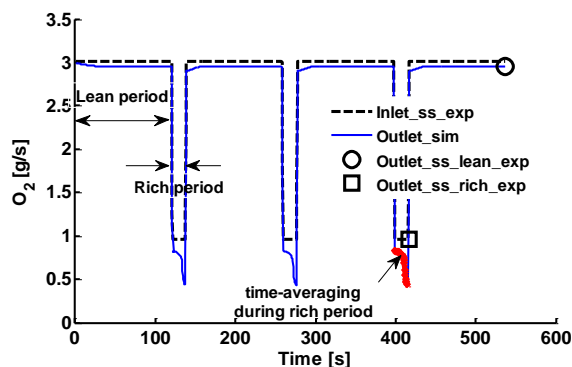 3.5
3
2.5
2
1.5
1
0.5
0
O2 [g/s]
Lean period
Rich period
Inlet_ss_exp
Outlet_sim
Outlet_ss_lean_exp
Outlet_ss_rich_exp
time-averaging
during rich period
0 100 200 300 400 500 600
Time [s]